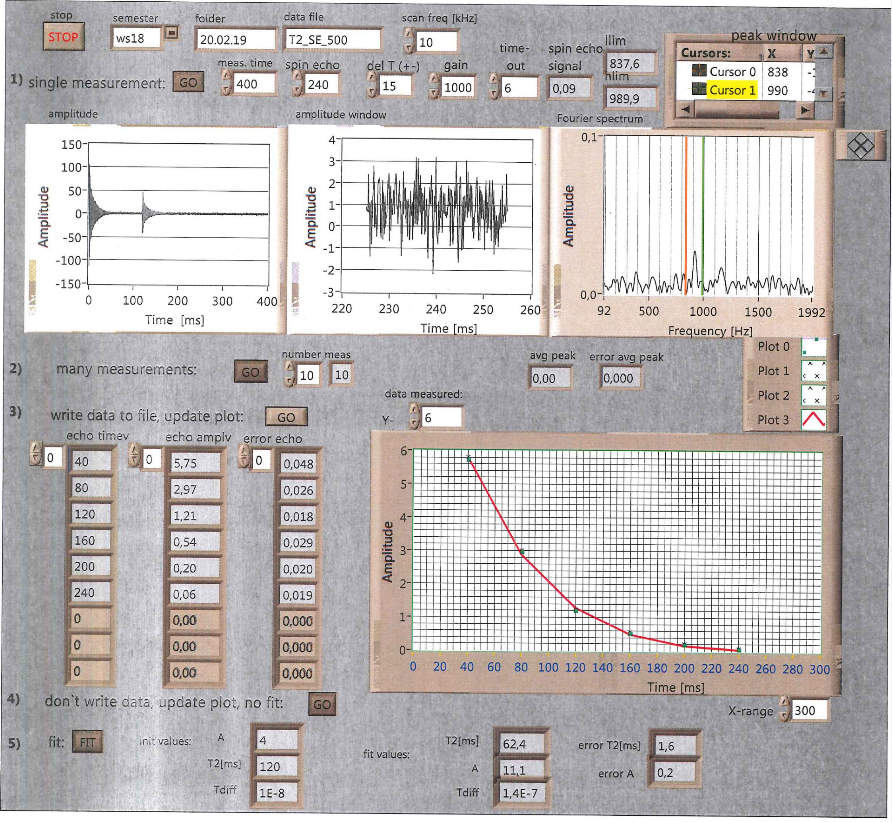 stop semester folder data file scan freq [kHz]
STOP ws18 20.02.19 T2_SE_500 10
1) single measurement: GO
meas. time spin echo del T (+-) gain time-out spin echo signal
400 240 15 1000 6 0,09
ilim
837,6
hlim
989,9
peak window
Cursors: X Y
Cursor 0 838 -1
Cursor 1 990
amplitude
150
100
50
0
-50
-100
-150
Amplitude
0 100 200 300 400
Time [ms]
amplitude window
4
3
2
1
0
-1
-2
-3
Amplitude
220 230 240 250 260
Time [ms]
Fourier spectrum
0,1
0,0
Amplitude
92 500 1000 1500 1992
Frequency [Hz]
2) many measurements: GO
number meas
10 10
avg peak error avg peak
0,00 0,000
Plot 0
Plot 1
Plot 2
Plot 3
3) write data to file, update plot: GO
data measured:
Y- 6
echo timev echo amplv error echo
0 40 0 5,75 0 0,048
80 2,97 0,026
120 1,21 0,018
160 0,54 0,029
200 0,20 0,020
240 0,06 0,019
0 0,00 0,000
0 0,00 0,000
0 0,00 0,000
6
5
4
3
2
1
0
Amplitude
0 20 40 60 80 100 120 140 160 180 200 220 240 260 280 300
Time [ms]
4) don`t write data, update plot, no fit: GO
X-range 300
5) fit: FIT
init values:
A 4
T2[ms] 120
Tdiff 1E-8
fit values:
T2[ms] 62,4
A 11,1
Tdiff 1,4E-7
error T2[ms] 1,6
error A 0,2